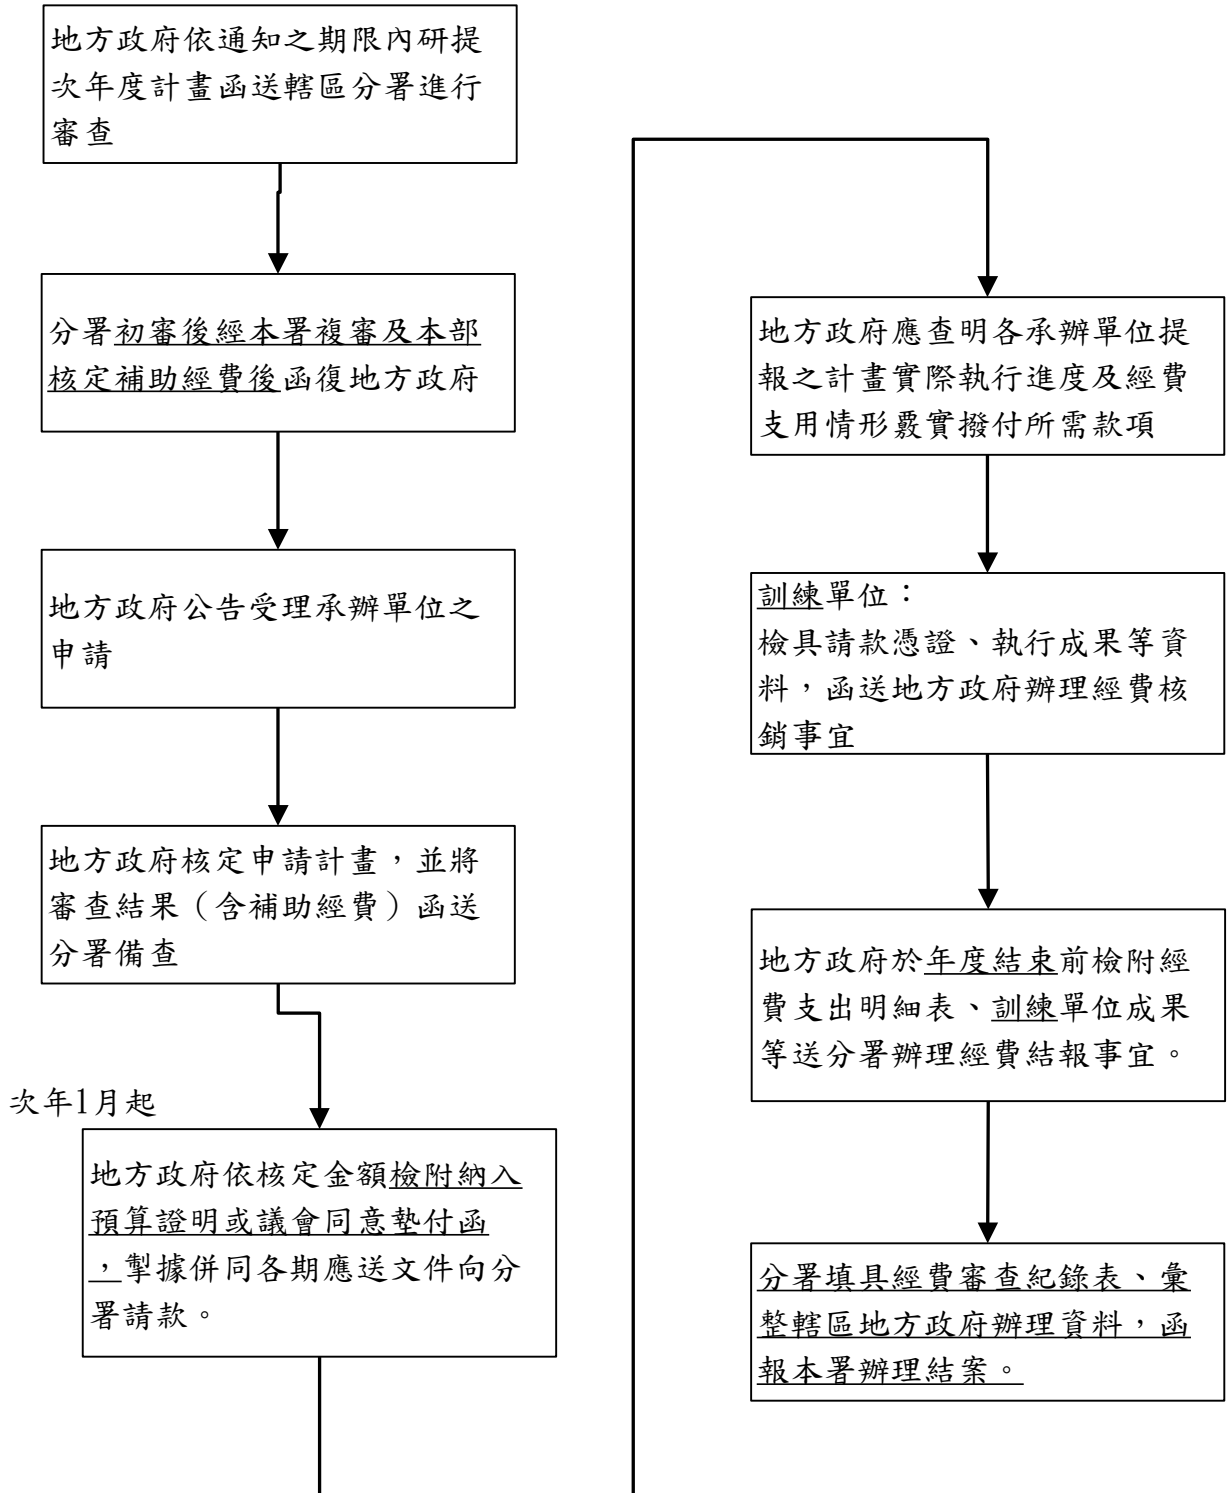 地方政府依通知之期限內研提
次年度計畫函送轄區分署進行
審查
分署初審後經本署複審及本部
核定補助經費後函復地方政府
地方政府公告受理承辦單位之
申請
地方政府核定申請計畫，並將
審查結果（含補助經費）函送
分署備查
次年1月起
地方政府依核定金額檢附納入
預算證明或議會同意墊付函
，掣據併同各期應送文件向分
署請款。
地方政府應查明各承辦單位提
報之計畫實際執行進度及經費
支用情形覈實撥付所需款項
訓練單位：
檢具請款憑證、執行成果等資
料，函送地方政府辦理經費核
銷事宜
地方政府於年度結束前檢附經
費支出明細表、訓練單位成果
等送分署辦理經費結報事宜。
分署填具經費審查紀錄表、彙
整轄區地方政府辦理資料，函
報本署辦理結案。